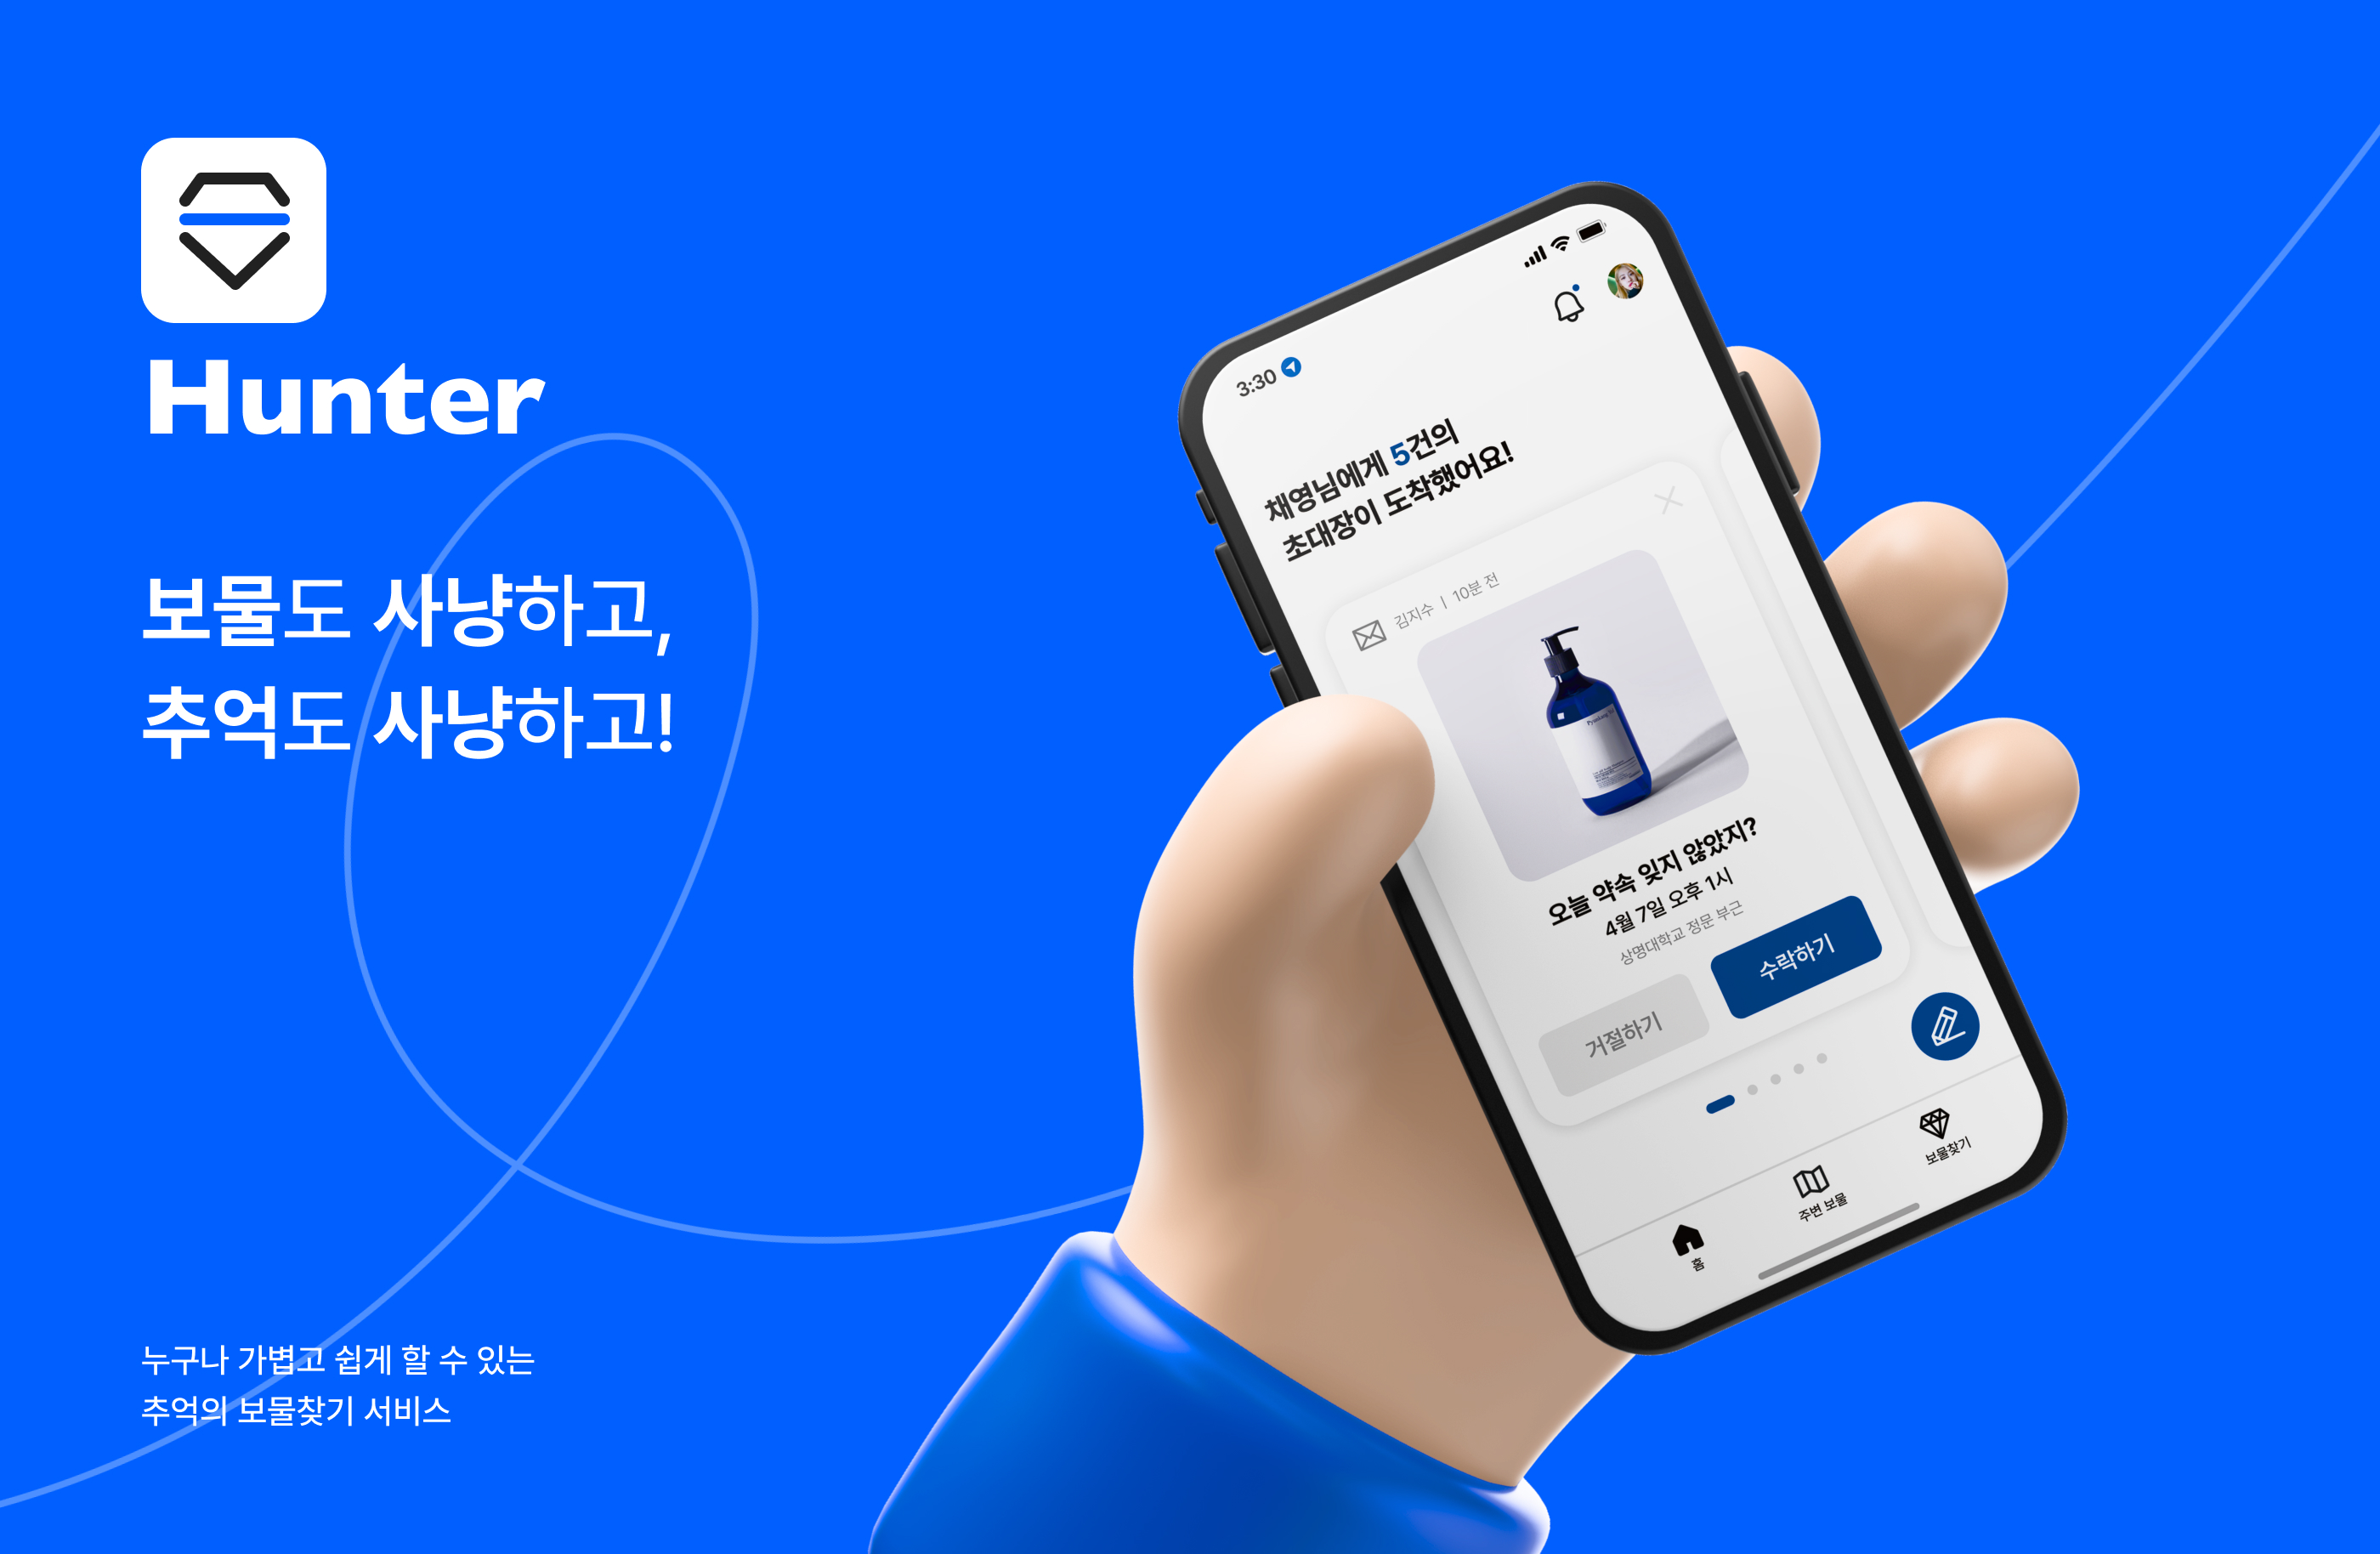 Hunter
보물도 사냥하고,
추억도 사냥하고!
누구나 가볍고 쉽게 할 수 있는
추억의 보물찾기 서비스
3:30
채영님에게 5건의
초대장이 도착했어요!
김지수 | 10분 전
오늘 약속 잊지 않았지?
4월 7일 오후 1시
상명대학교 정문 부근
거절하기
수락하기
홈
주변 보물
보물찾기